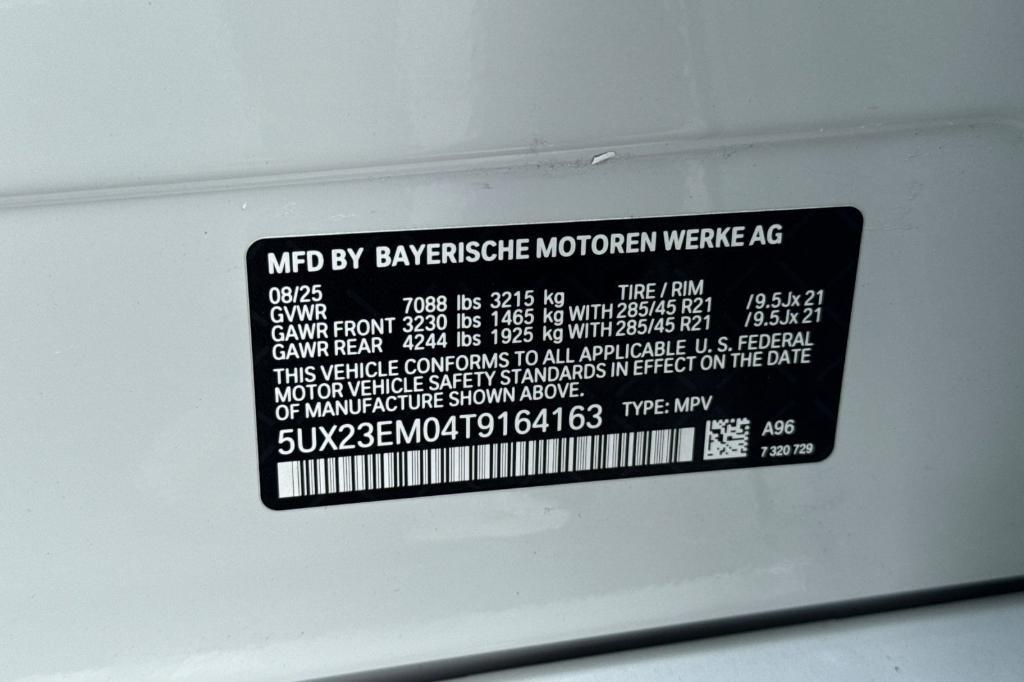 MFD BY BAYERISCHE MOTOREN WERKE AG
08/25 TIRE / RIM
GVWR 7088 lbs 3215 kg
GAWR FRONT 3230 lbs 1465 kg WITH 285/45 R21 /9.5Jx 21
GAWR REAR 4244 lbs 1925 kg WITH 285/45 R21 /9.5Jx 21
THIS VEHICLE CONFORMS TO ALL APPLICABLE U. S. FEDERAL
MOTOR VEHICLE SAFETY STANDARDS IN EFFECT ON THE DATE
OF MANUFACTURE SHOWN ABOVE.
TYPE: MPV
5UX23EM04T9164163
A96
7 320 729